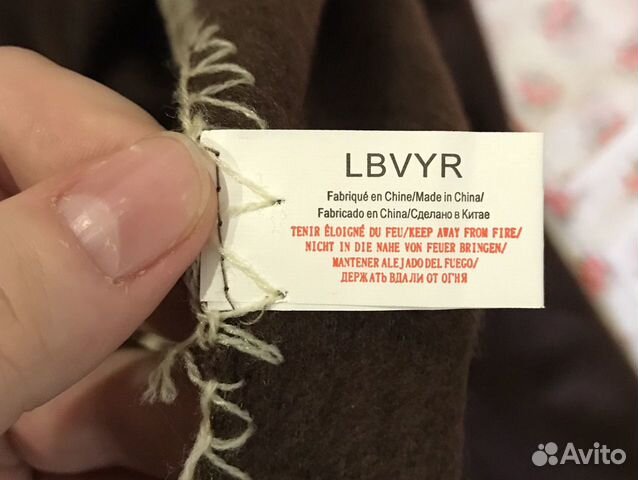 LBVYR
Fabriqué en Chine/Made in China/
Fabricado en China/Сделано в Китае
TENIR ÊLOIGNÉ DU FEU/KEEP AWAY FROM FIRE/
NICHT IN DIE NAHE VON FEUER BRINGEN/
MANTENER ALEJADO DEL FUEGO/
ДЕРЖАТЬ ВДАЛИ ОТ ОГНЯ
Avito